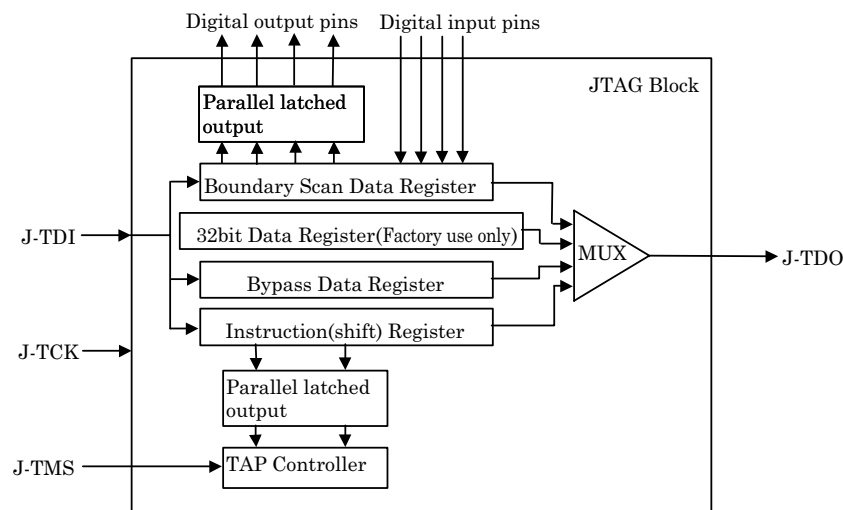 Digital output pins
Digital input pins
JTAG Block
Parallel latched
output
Boundary Scan Data Register
32bit Data Register(Factory use only)
J-TDI
MUX
J-TDO
Bypass Data Register
Instruction(shift) Register
J-TCK
Parallel latched
output
J-TMS
TAP Controller